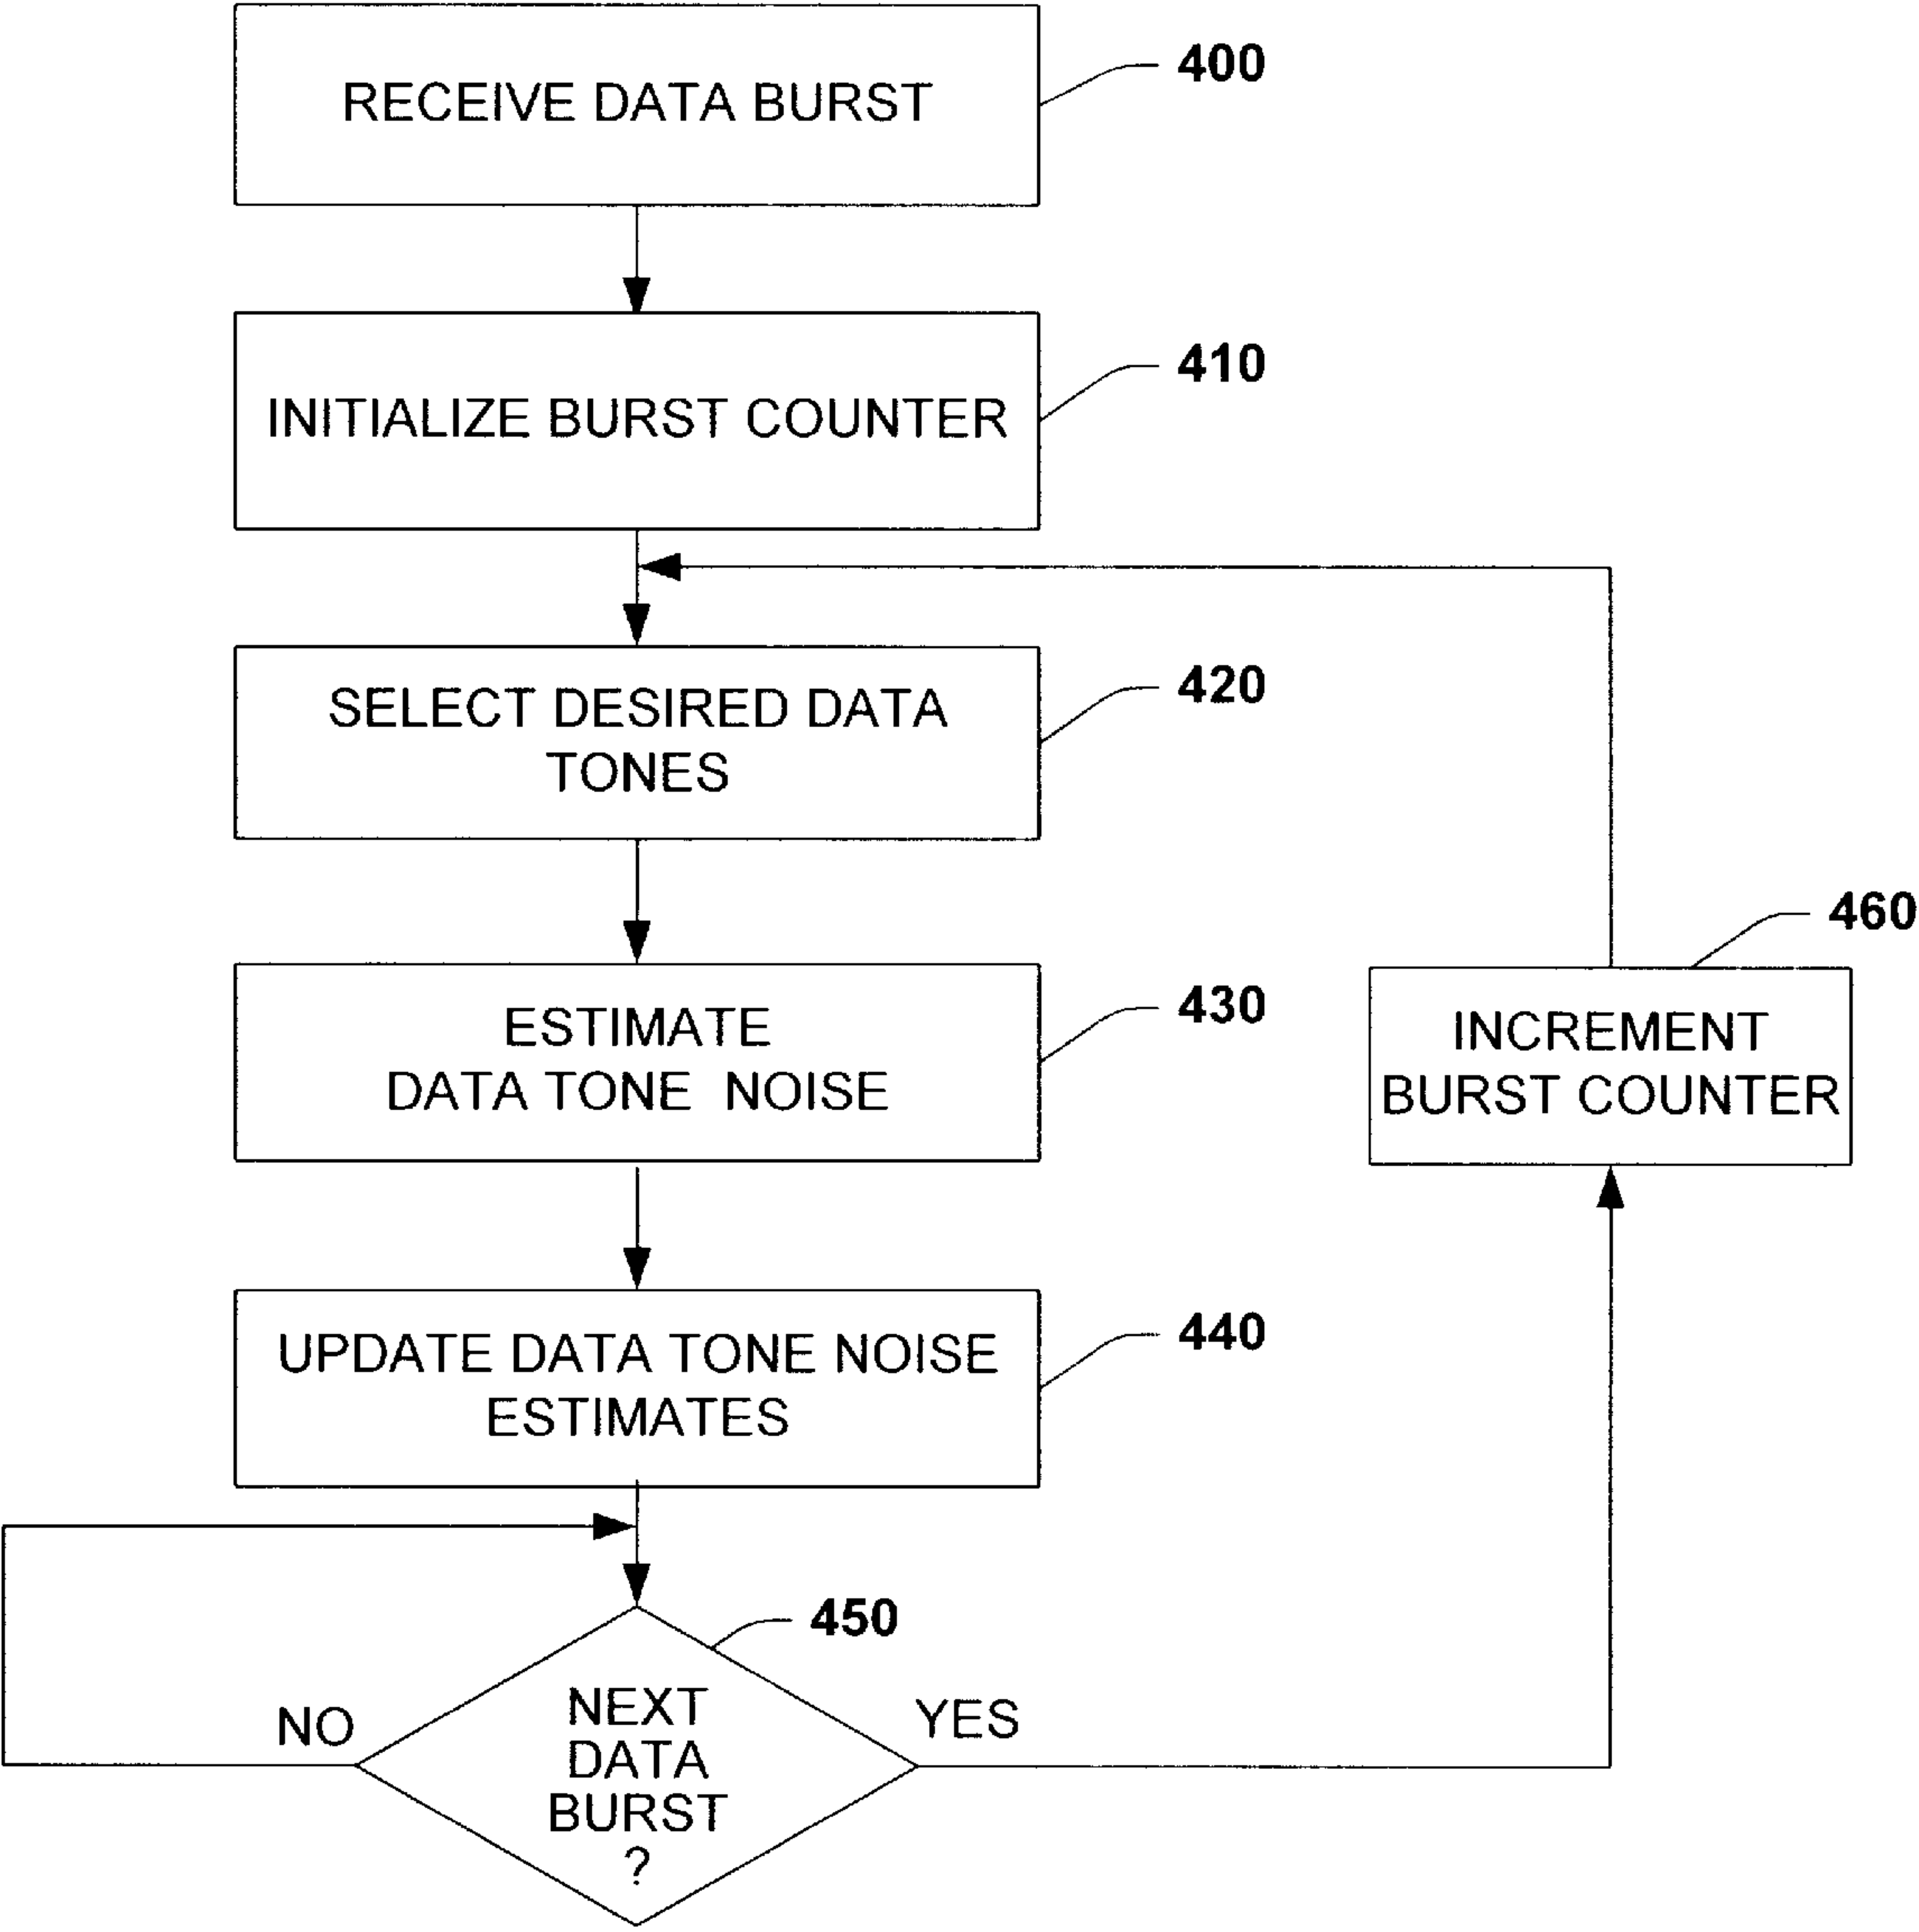 RECEIVE DATA BURST
400
INITIALIZE BURST COUNTER
410
SELECT DESIRED DATA
TONES
420
ESTIMATE
DATA TONE NOISE
430
INCREMENT
BURST COUNTER
460
UPDATE DATA TONE NOISE
ESTIMATES
440
450
NEXT
DATA
BURST
?
NO
YES